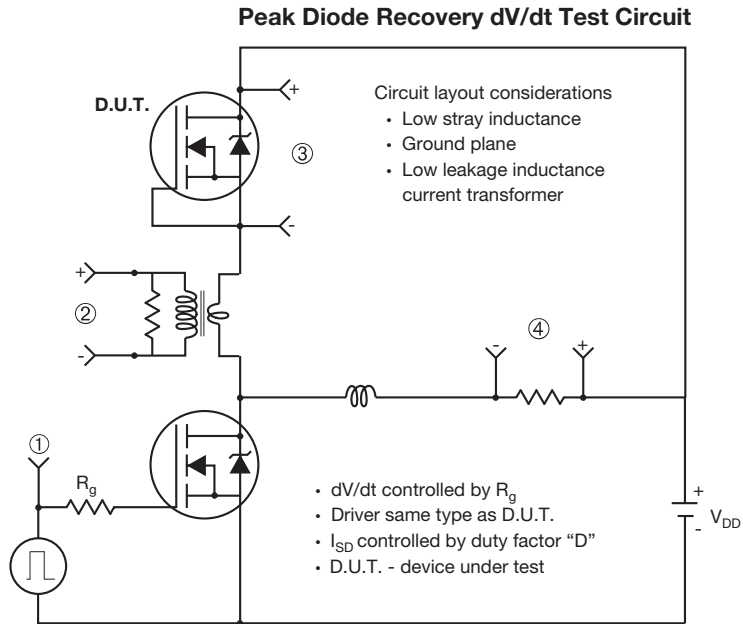 Peak Diode Recovery dV/dt Test Circuit
D.U.T.
+
Circuit layout considerations
• Low stray inductance
• Ground plane
• Low leakage inductance
current transformer
③
-
+
②
-
-
④
+
①
Rg
• dV/dt controlled by Rg
• Driver same type as D.U.T.
• ISD controlled by duty factor “D”
• D.U.T. - device under test
+
VDD
-